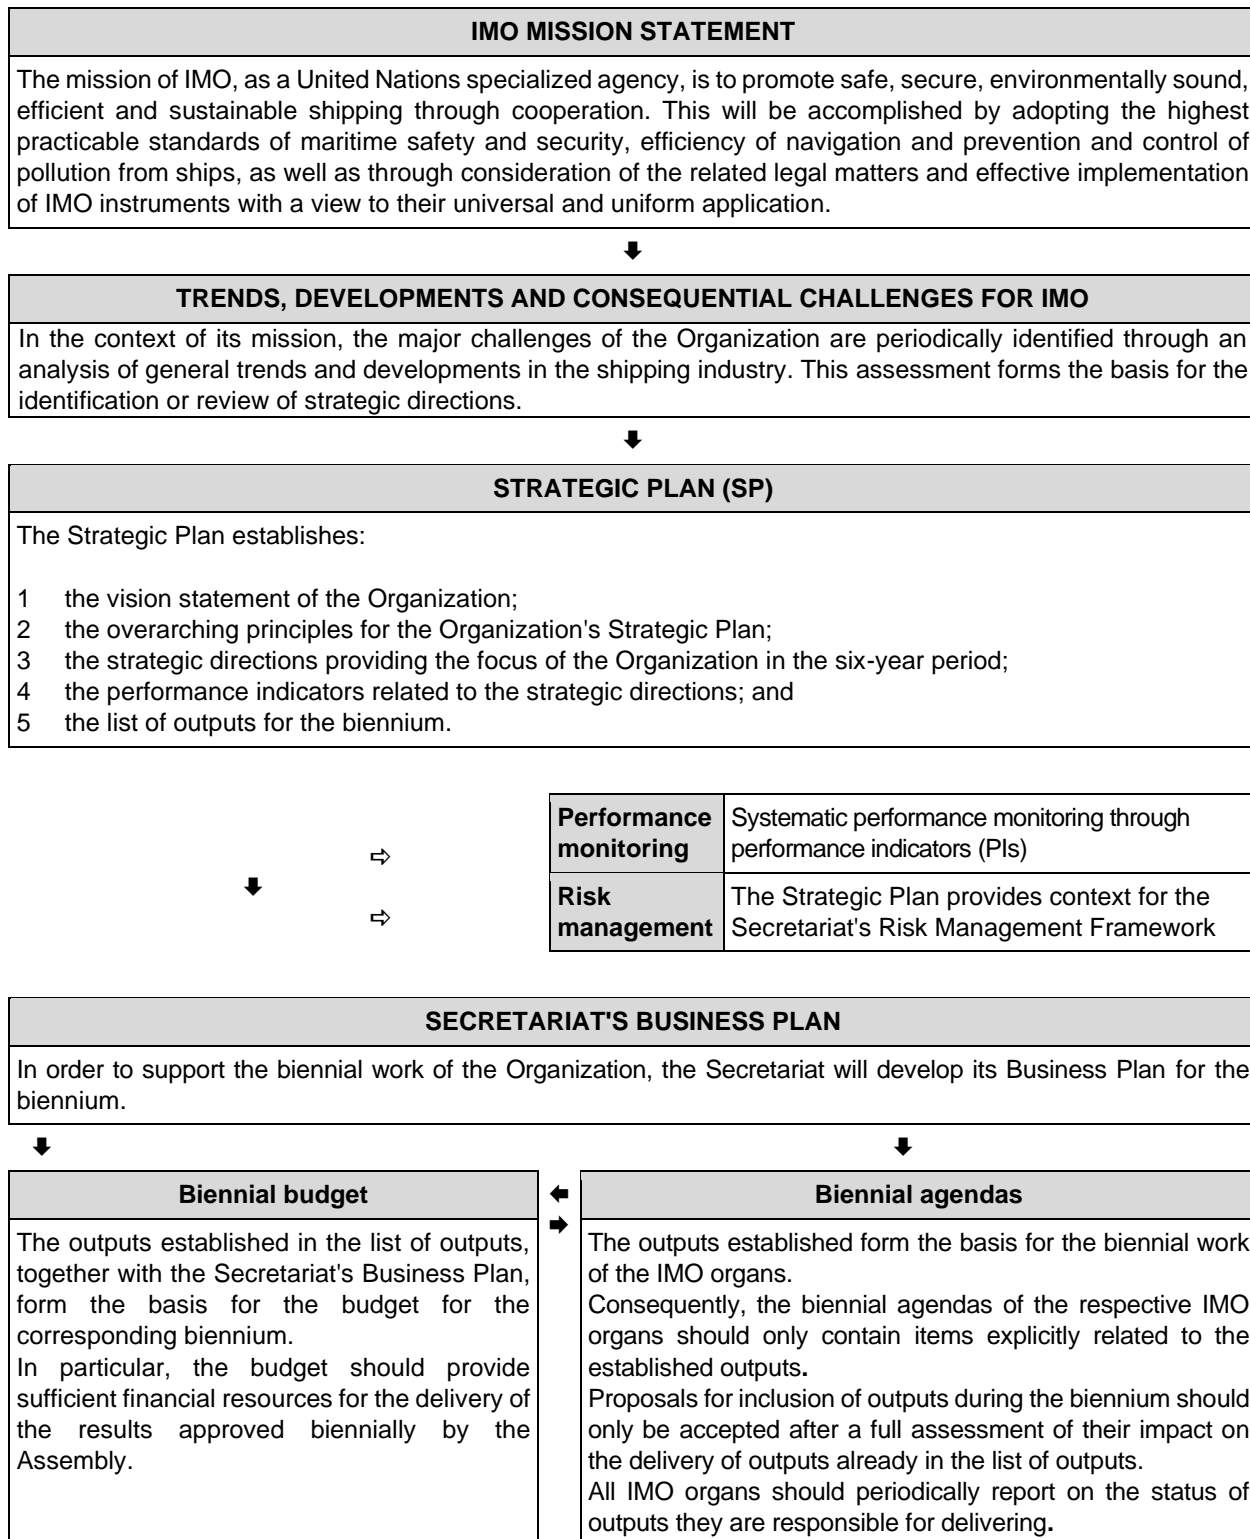 IMO MISSION STATEMENT
The mission of IMO, as a United Nations specialized agency, is to promote safe, secure, environmentally sound,
efficient and sustainable shipping through cooperation. This will be accomplished by adopting the highest
practicable standards of maritime safety and security, efficiency of navigation and prevention and control of
pollution from ships, as well as through consideration of the related legal matters and effective implementation
of IMO instruments with a view to their universal and uniform application.
🡇
TRENDS, DEVELOPMENTS AND CONSEQUENTIAL CHALLENGES FOR IMO
In the context of its mission, the major challenges of the Organization are periodically identified through an
analysis of general trends and developments in the shipping industry. This assessment forms the basis for the
identification or review of strategic directions.
🡇
STRATEGIC PLAN (SP)
The Strategic Plan establishes:
1 the vision statement of the Organization;
2 the overarching principles for the Organization's Strategic Plan;
3 the strategic directions providing the focus of the Organization in the six-year period;
4 the performance indicators related to the strategic directions; and
5 the list of outputs for the biennium.
Performance
monitoring
Systematic performance monitoring through
performance indicators (PIs)
Risk
management
The Strategic Plan provides context for the
Secretariat's Risk Management Framework
SECRETARIAT'S BUSINESS PLAN
In order to support the biennial work of the Organization, the Secretariat will develop its Business Plan for the
biennium.
Biennial budget
The outputs established in the list of outputs,
together with the Secretariat's Business Plan,
form the basis for the budget for the
corresponding biennium.
In particular, the budget should provide
sufficient financial resources for the delivery of
the results approved biennially by the
Assembly.
Biennial agendas
The outputs established form the basis for the biennial work
of the IMO organs.
Consequently, the biennial agendas of the respective IMO
organs should only contain items explicitly related to the
established outputs.
Proposals for inclusion of outputs during the biennium should
only be accepted after a full assessment of their impact on
the delivery of outputs already in the list of outputs.
All IMO organs should periodically report on the status of
outputs they are responsible for delivering.